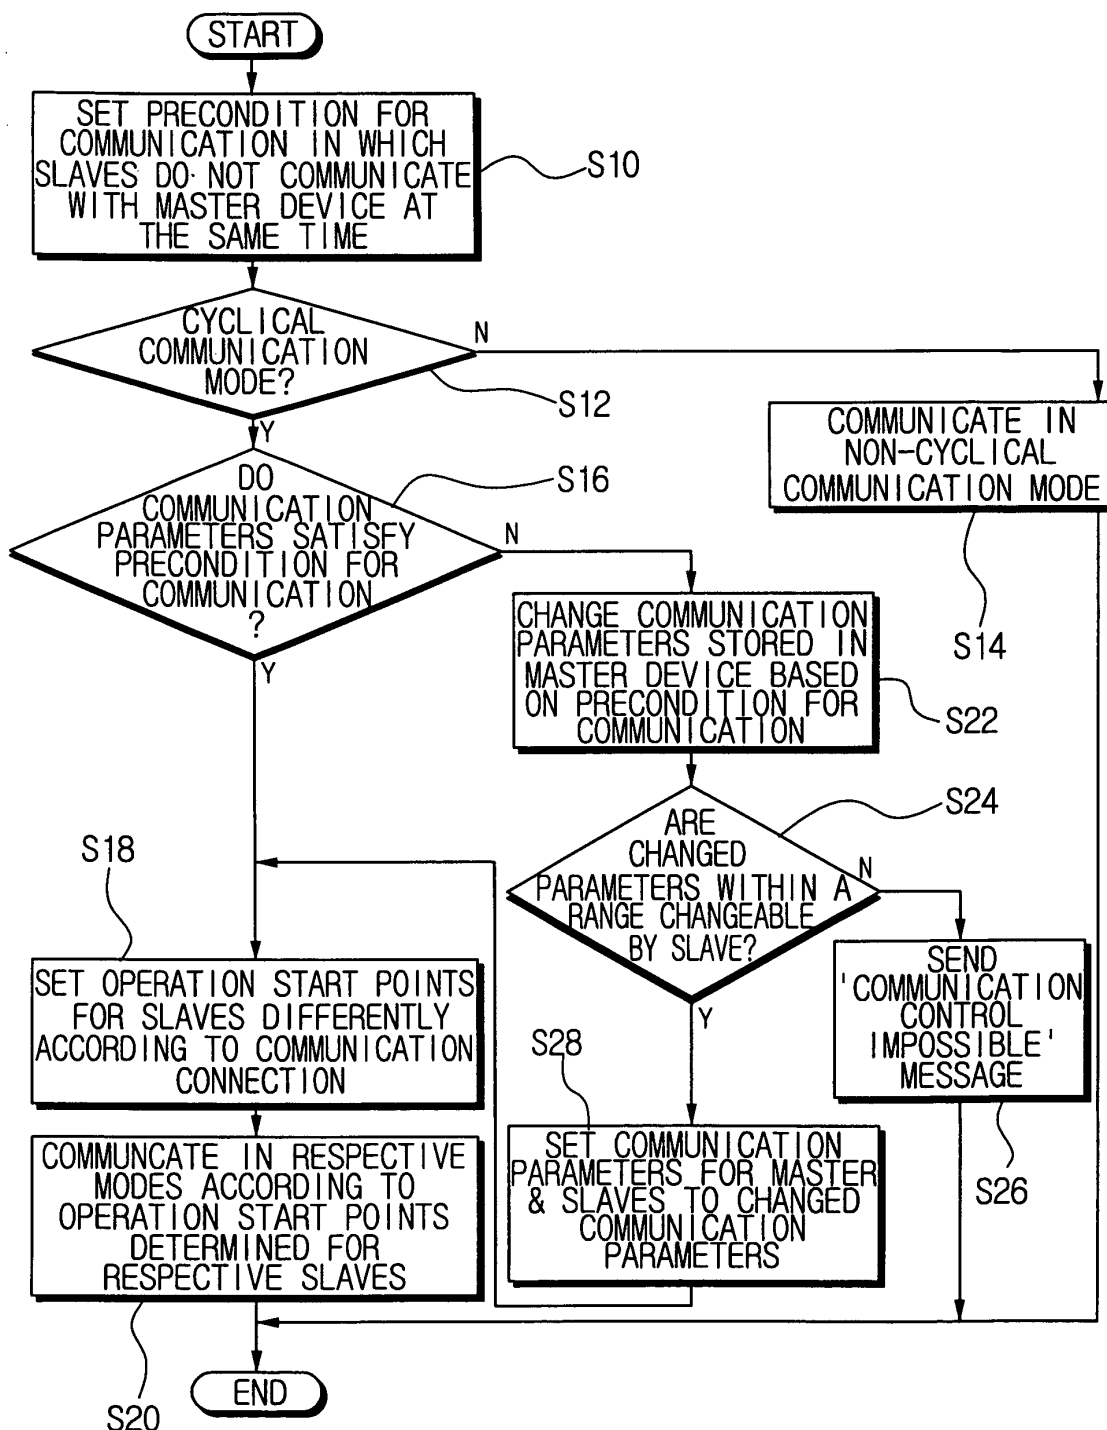 START
SET PRECONDITION FOR
COMMUNICATION IN WHICH
SLAVES DO NOT COMMUNICATE
WITH MASTER DEVICE AT
THE SAME TIME
S10
CYCLICAL
COMMUNICATION
MODE?
N
S12
Y
COMMUNICATE IN
NON-CYCLICAL
COMMUNICATION MODE
S14
DO
COMMUNICATION
PARAMETERS SATISFY
PRECONDITION FOR
COMMUNICATION
?
S16
N
Y
CHANGE COMMUNICATION
PARAMETERS STORED IN
MASTER DEVICE BASED
ON PRECONDITION FOR
COMMUNICATION
S22
ARE
CHANGED
PARAMETERS WITHIN A
RANGE CHANGEABLE
BY SLAVE?
S24
N
Y
S18
SET OPERATION START POINTS
FOR SLAVES DIFFERENTLY
ACCORDING TO COMMUNICATION
CONNECTION
SEND
'COMMUNICATION
CONTROL
IMPOSSIBLE'
MESSAGE
S26
S28
SET COMMUNICATION
PARAMETERS FOR MASTER
& SLAVES TO CHANGED
COMMUNICATION
PARAMETERS
COMMUNCATE IN RESPECTIVE
MODES ACCORDING TO
OPERATION START POINTS
DETERMINED FOR
RESPECTIVE SLAVES
S20
END